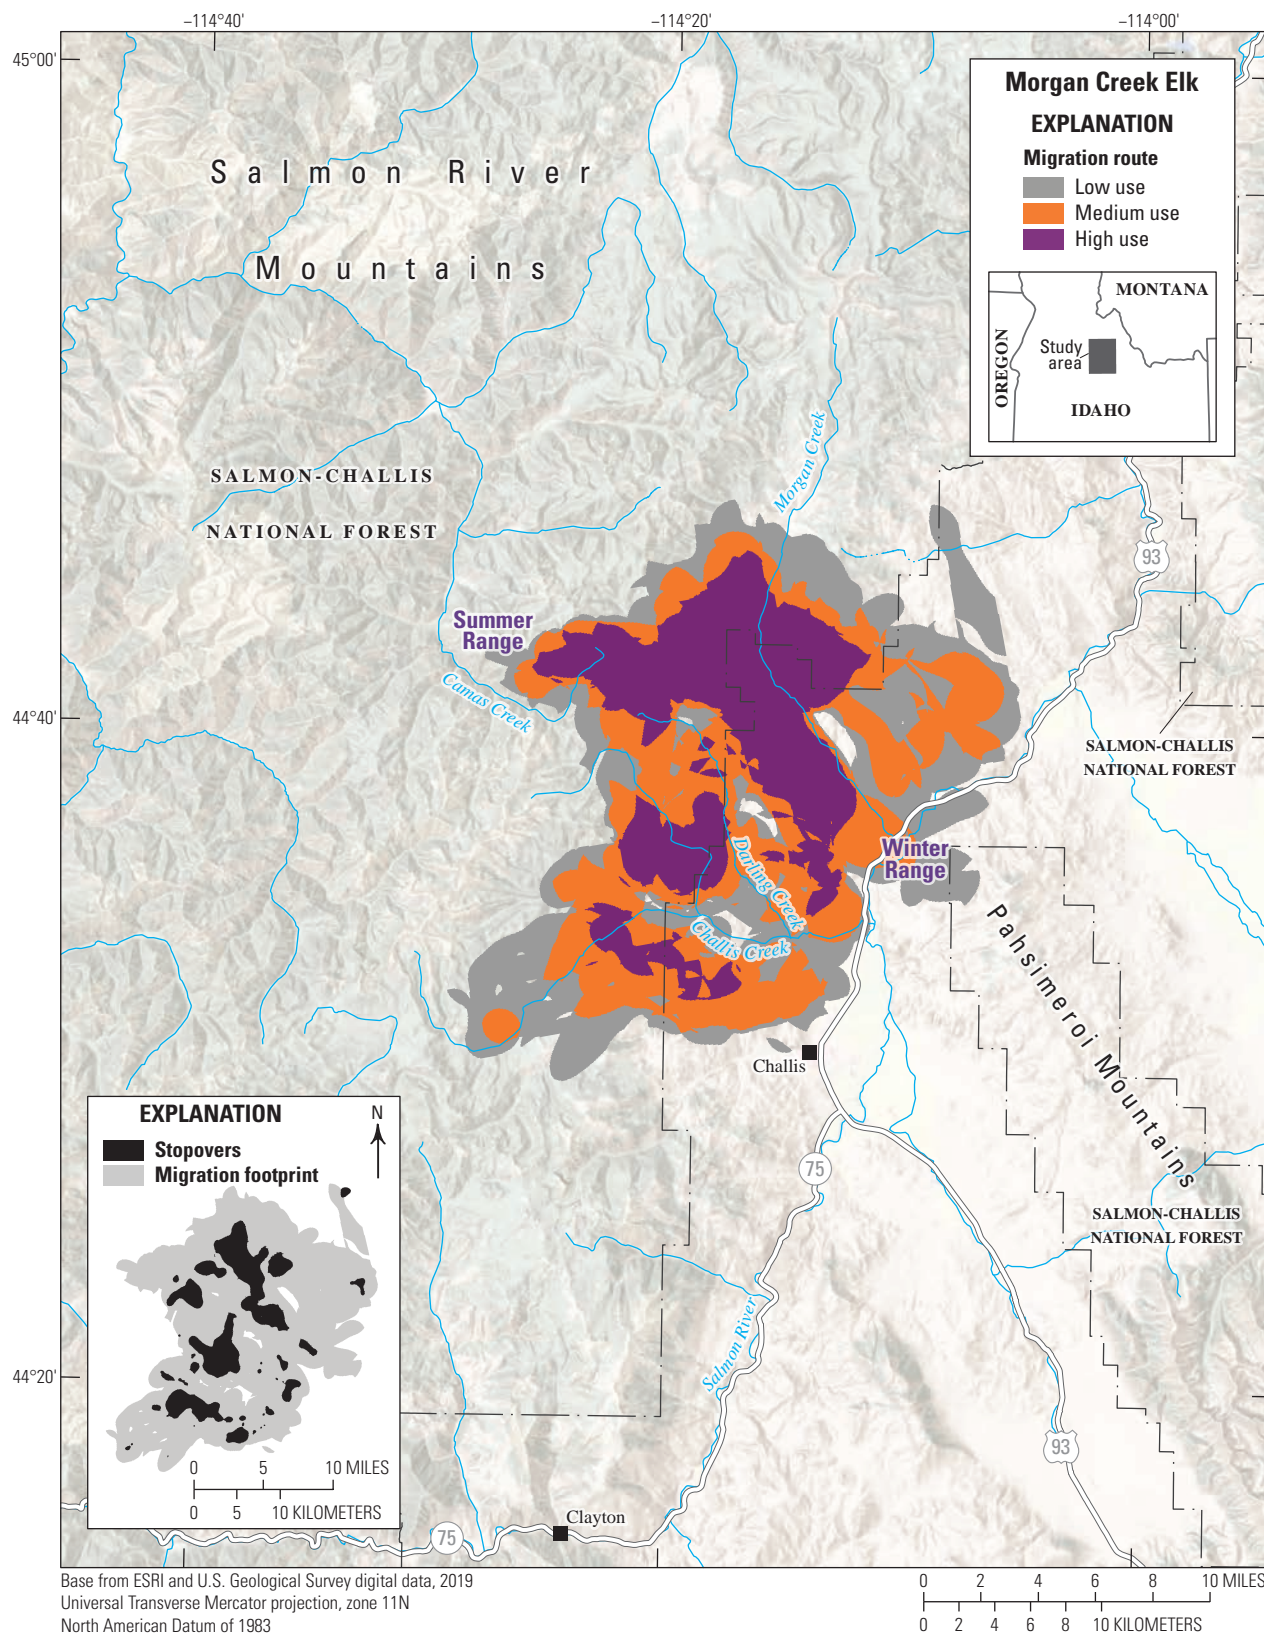 −114°40'
−114°20'
−114°00'
45°00'
44°40'
44°20'
Morgan Creek Elk
EXPLANATION
Migration route
Low use
Medium use
High use
MONTANA
OREGON
Study
area
IDAHO
Salmon River
Mountains
SALMON-CHALLIS
NATIONAL FOREST
Morgan Creek
93
Summer
Range
Camas Creek
SALMON-CHALLIS
NATIONAL FOREST
Winter
Range
Darling Creek
Challis Creek
Pahsimeroi Mountains
Challis
75
SALMON-CHALLIS
NATIONAL FOREST
Salmon River
93
Clayton
75
EXPLANATION
N
Stopovers
Migration footprint
0 5 10 MILES
0 5 10 KILOMETERS
Base from ESRI and U.S. Geological Survey digital data, 2019
Universal Transverse Mercator projection, zone 11N
North American Datum of 1983
0 2 4 6 8 10 MILES
0 2 4 6 8 10 KILOMETERS